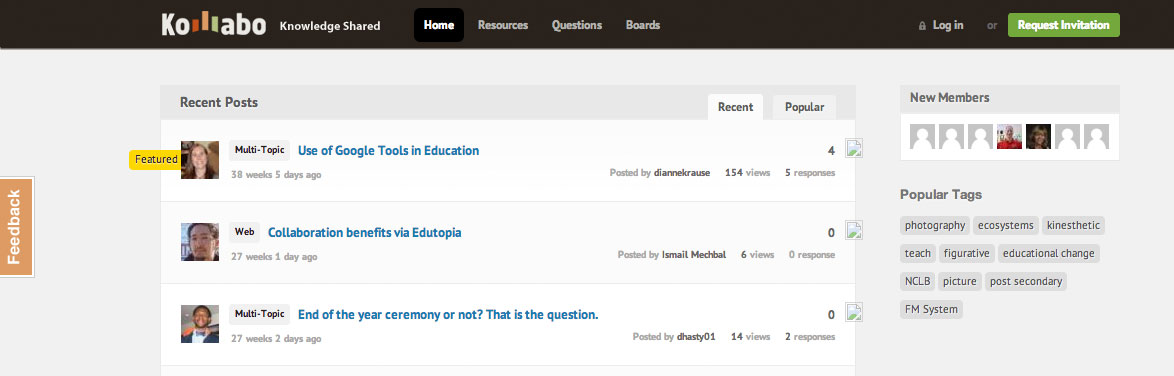 Kollabo Knowledge Shared Home Resources Questions Boards Log in or Request Invitation
Recent Posts Recent Popular
Featured
Multi-Topic Use of Google Tools in Education 4
38 weeks 5 days ago Posted by diannekrause 154 views 5 responses
Web Collaboration benefits via Edutopia 0
27 weeks 1 day ago Posted by Ismail Mechbal 6 views 0 response
Multi-Topic End of the year ceremony or not? That is the question. 0
27 weeks 2 days ago Posted by dhasty01 14 views 2 responses
Feedback
New Members
Popular Tags
photography ecosystems kinesthetic
teach figurative educational change
NCLB picture post secondary
FM System